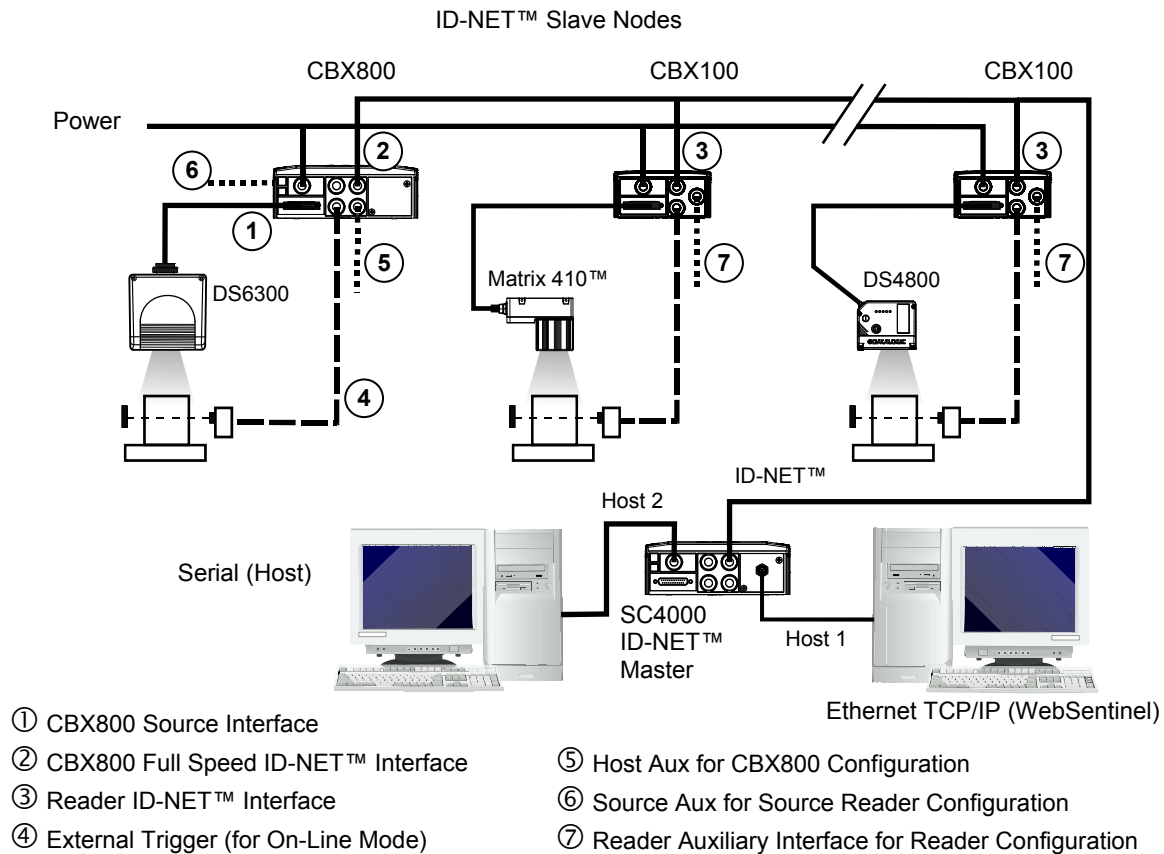 ID-NET™ Slave Nodes
CBX800
CBX100
CBX100
Power
2
3
3
6
1
5
7
7
DS6300
Matrix 410™
DS4800
DATALOGIC
4
ID-NET™
Host 2
Serial (Host)
SC4000
ID-NET™
Master
Host 1
Ethernet TCP/IP (WebSentinel)
① CBX800 Source Interface
② CBX800 Full Speed ID-NET™ Interface
③ Reader ID-NET™ Interface
④ External Trigger (for On-Line Mode)
⑤ Host Aux for CBX800 Configuration
⑥ Source Aux for Source Reader Configuration
⑦ Reader Auxiliary Interface for Reader Configuration